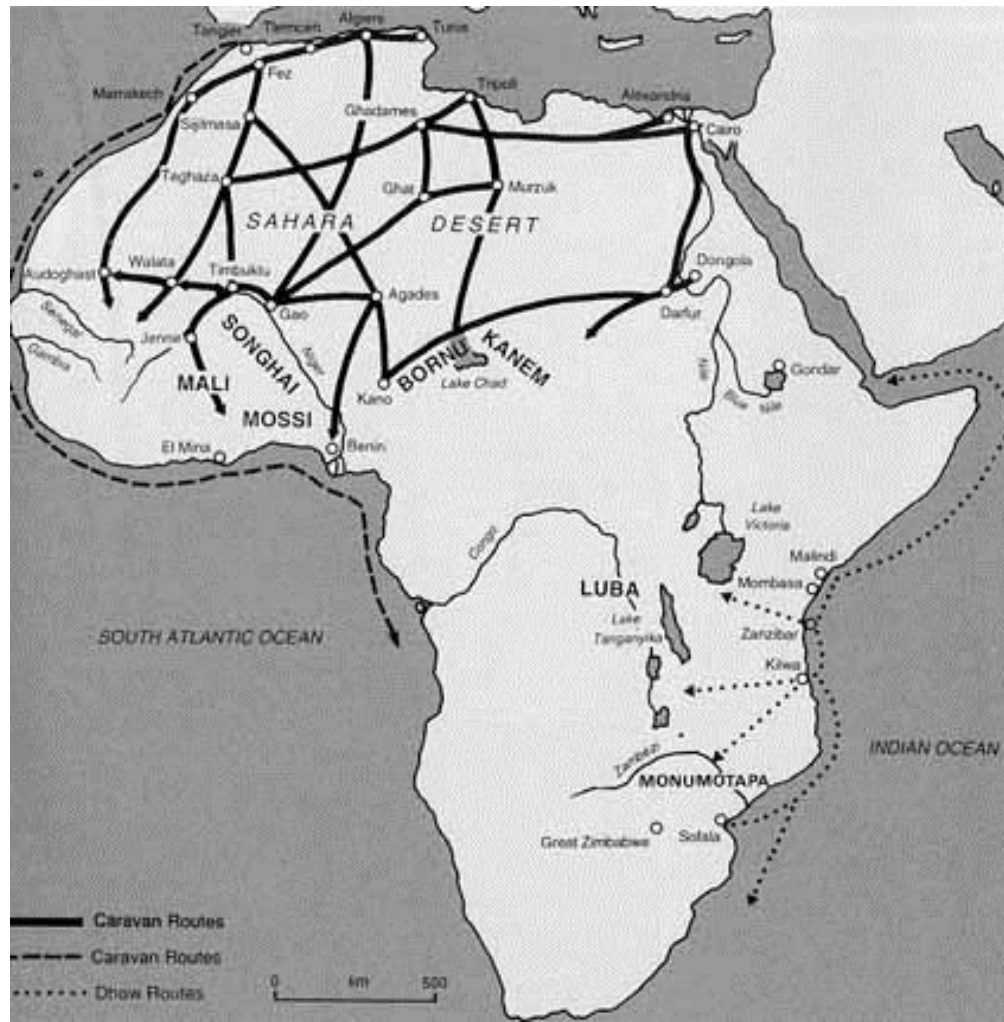 Algiers
Tangier
Tlemcen
Tunis
Fez
Marrakech
Sijilmasa
Ghadames
Tripoli
Alexandria
Cairo
Teghaza
Ghat
Murzuk
SAHARA
DESERT
Audoghast
Walata
Timbuktu
Gao
Agades
Dongola
Darfur
Senegal
Gambia
Jenne
SONGHAI
Niger
MALI
MOSSI
Kano
BORNU
KANEM
Lake Chad
Nile
Blue
Nile
Gondar
El Mina
Benin
Congo
LUBA
Lake
Victoria
Malindi
Mombasa
Lake
Tanganyika
Zanzibar
Kilwa
SOUTH ATLANTIC OCEAN
INDIAN OCEAN
Zambezi
MONUMOTAPA
Great Zimbabwe
Sofala
Caravan Routes
Caravan Routes
Dhow Routes
0 km 500